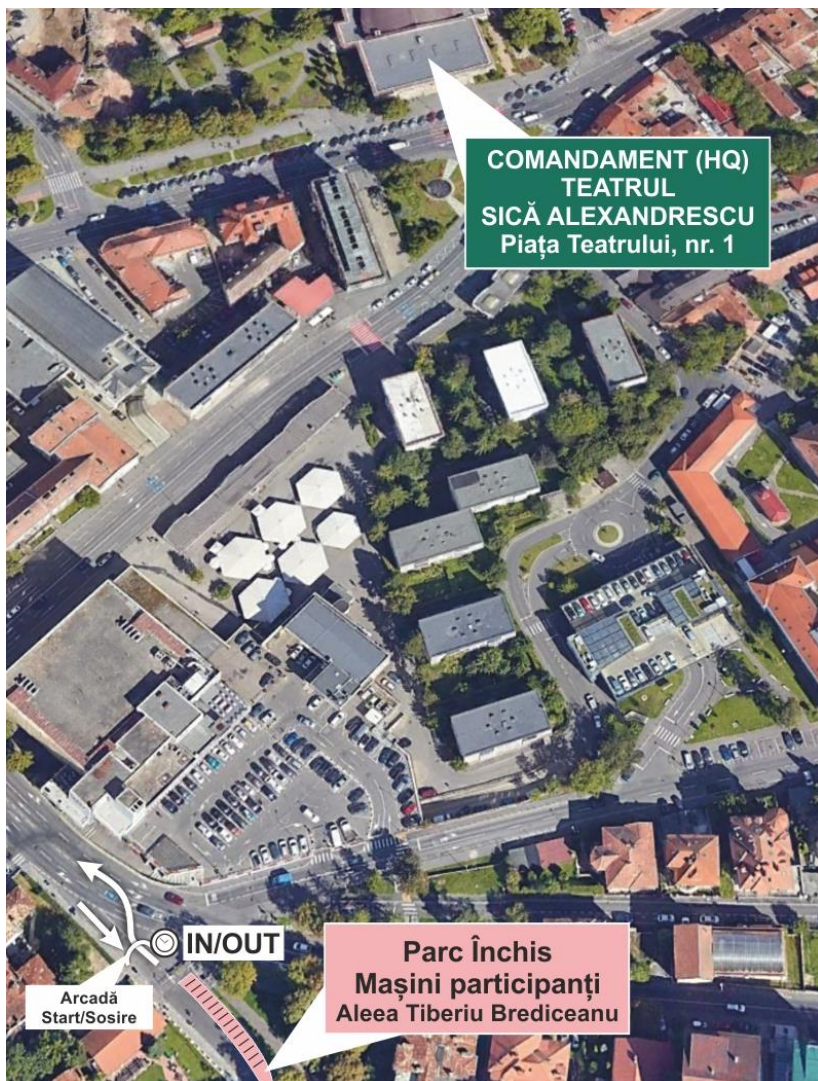 COMANDAMENT (HQ)
TEATRUL
SICĂ ALEXANDRESCU
Piața Teatrului, nr. 1
IN/OUT
Arcadă
Start/Sosire
Parc Închis
Mașini participanți
Aleea Tiberiu Brediceanu